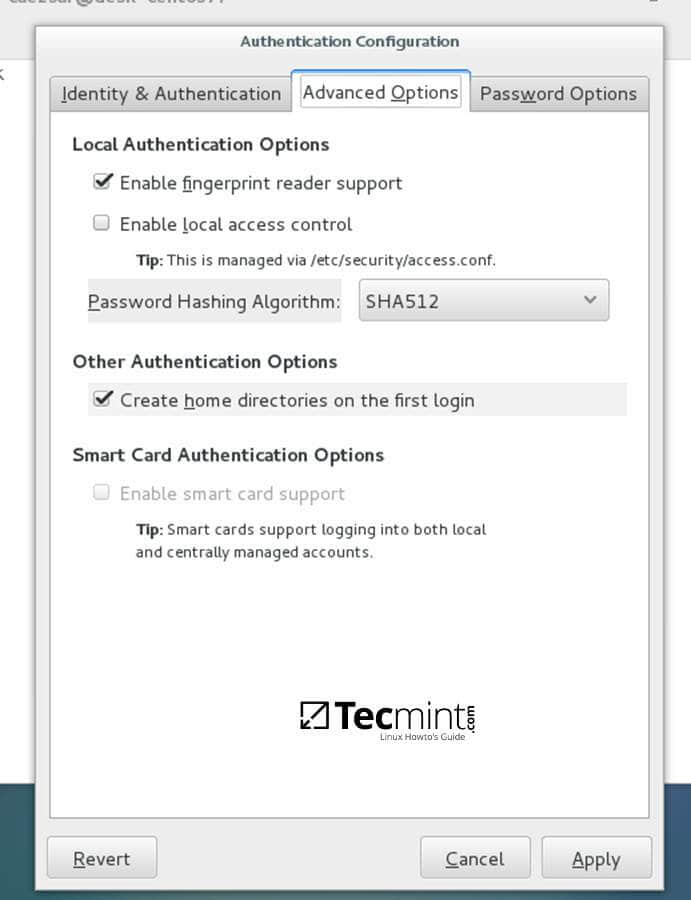 Authentication Configuration
Identity & Authentication
Advanced Options
Password Options
Local Authentication Options
Enable fingerprint reader support
Enable local access control
Tip: This is managed via /etc/security/access.conf.
Password Hashing Algorithm:
SHA512
Other Authentication Options
Create home directories on the first login
Smart Card Authentication Options
Enable smart card support
Tip: Smart cards support logging into both local
and centrally managed accounts.
Tecmint.com
Linux Howto's Guide
Revert
Cancel
Apply